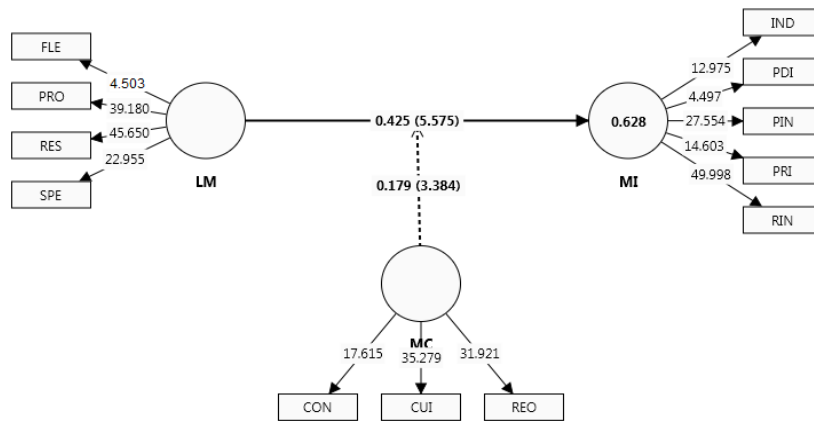 IND
FLE
12.975
PDI
4.503
4.497
PRO
39.180
0.425 (5.575)
0.628
27.554
PIN
45.650
RES
14.603
PRI
22.955
49.998
SPE
LM
0.179 (3.384)
MI
RIN
MC
17.615
35.279
31.921
CON
CUI
REO